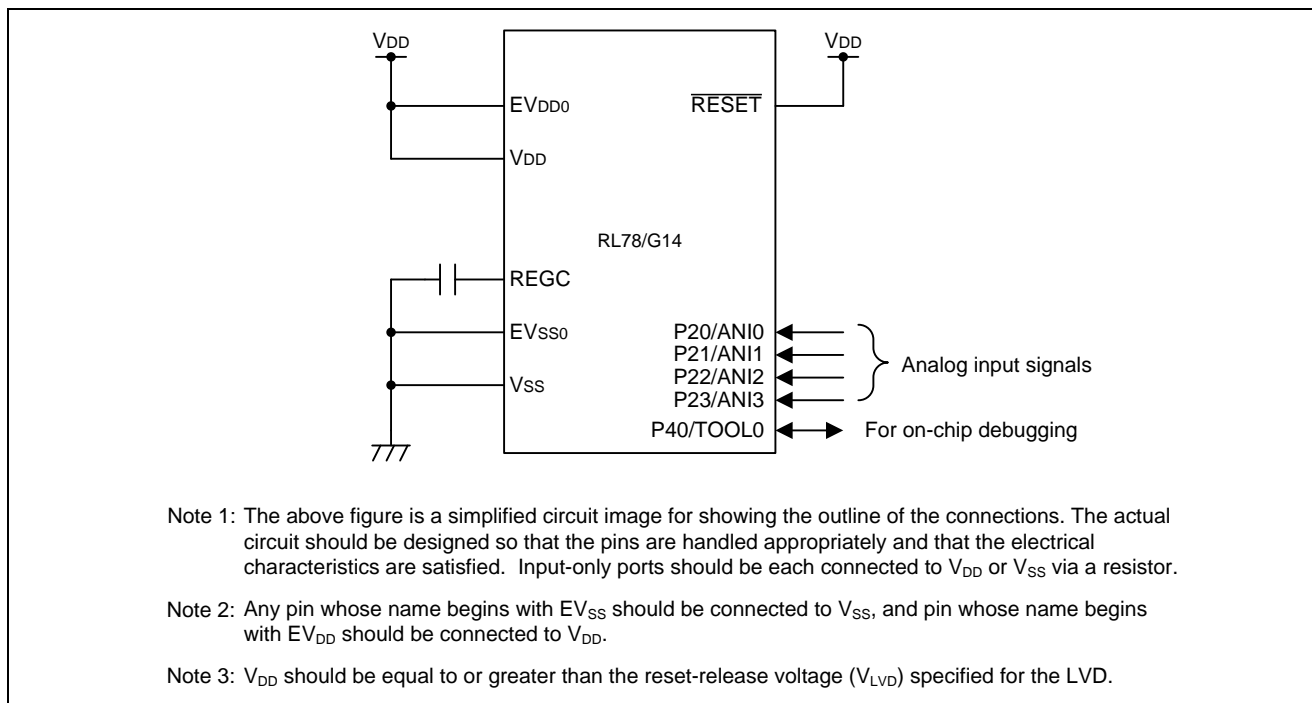 VDD
VDD
EVDD0
RESET
VDD
RL78/G14
REGC
EVSS0
P20/ANI0
P21/ANI1
Analog input signals
P22/ANI2
VSS
P23/ANI3
P40/TOOL0
For on-chip debugging
Note 1: The above figure is a simplified circuit image for showing the outline of the connections. The actual
circuit should be designed so that the pins are handled appropriately and that the electrical
characteristics are satisfied. Input-only ports should be each connected to VDD or VSS via a resistor.
Note 2: Any pin whose name begins with EVSS should be connected to VSS, and pin whose name begins
with EVDD should be connected to VDD.
Note 3: VDD should be equal to or greater than the reset-release voltage (VLVD) specified for the LVD.